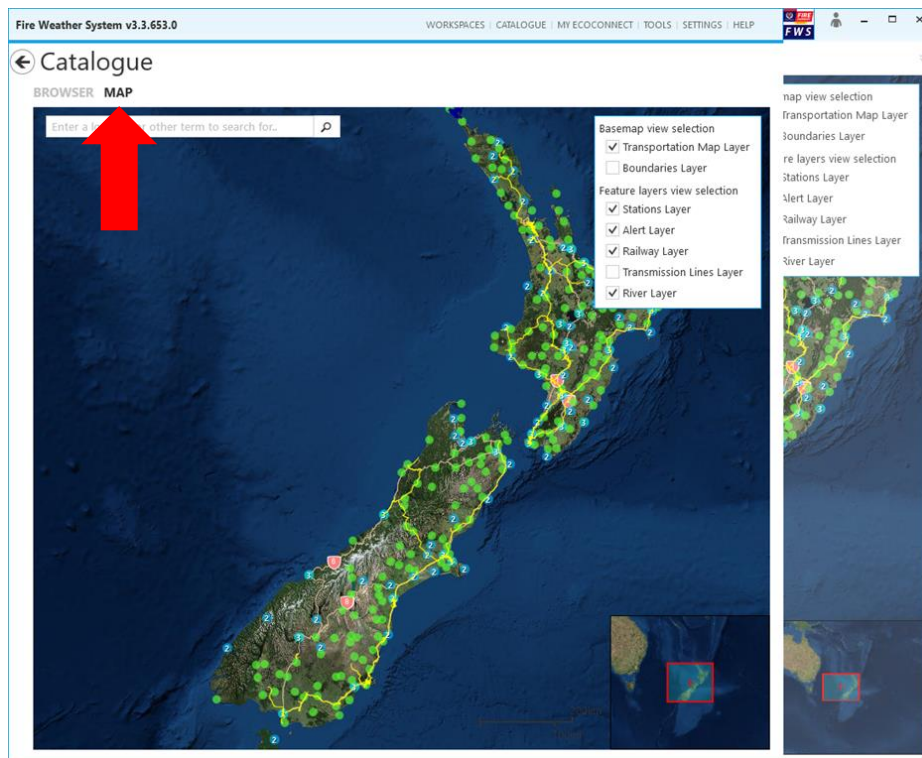 Fire Weather System v3.3.653.0
WORKSPACES | CATALOGUE | MY ECOCONNECT | TOOLS | SETTINGS | HELP
FIRE
FWS
Catalogue
BROWSER MAP
Enter a lo other term to search for..
Basemap view selection
Transportation Map Layer
Boundaries Layer
Feature layers view selection
Stations Layer
Alert Layer
Railway Layer
Transmission Lines Layer
River Layer
map view selection
Transportation Map Layer
Boundaries Layer
re layers view selection
Stations Layer
Alert Layer
Railway Layer
Transmission Lines Layer
River Layer